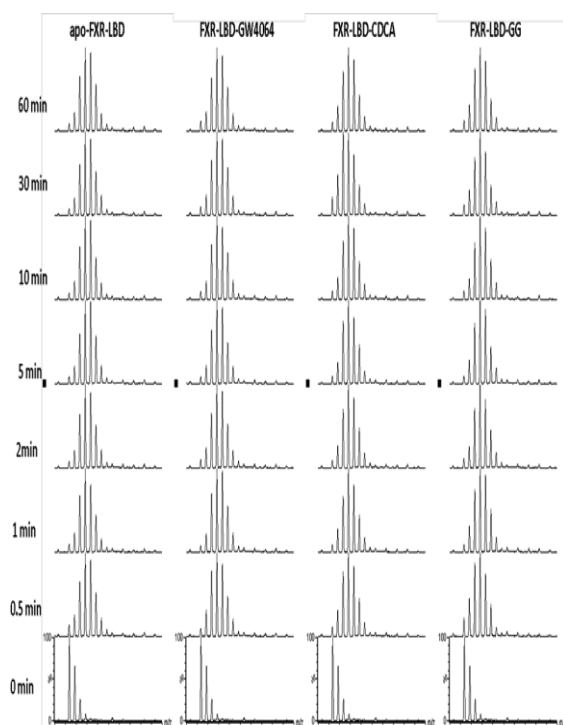 apo-FXR-LBD FXR-LBD-GW4064 FXR-LBD-CDCA FXR-LBD-GG
60 min
30 min
10 min
5 min
2min
1 min
0.5 min
100 100 100 100
% % % %
0 min